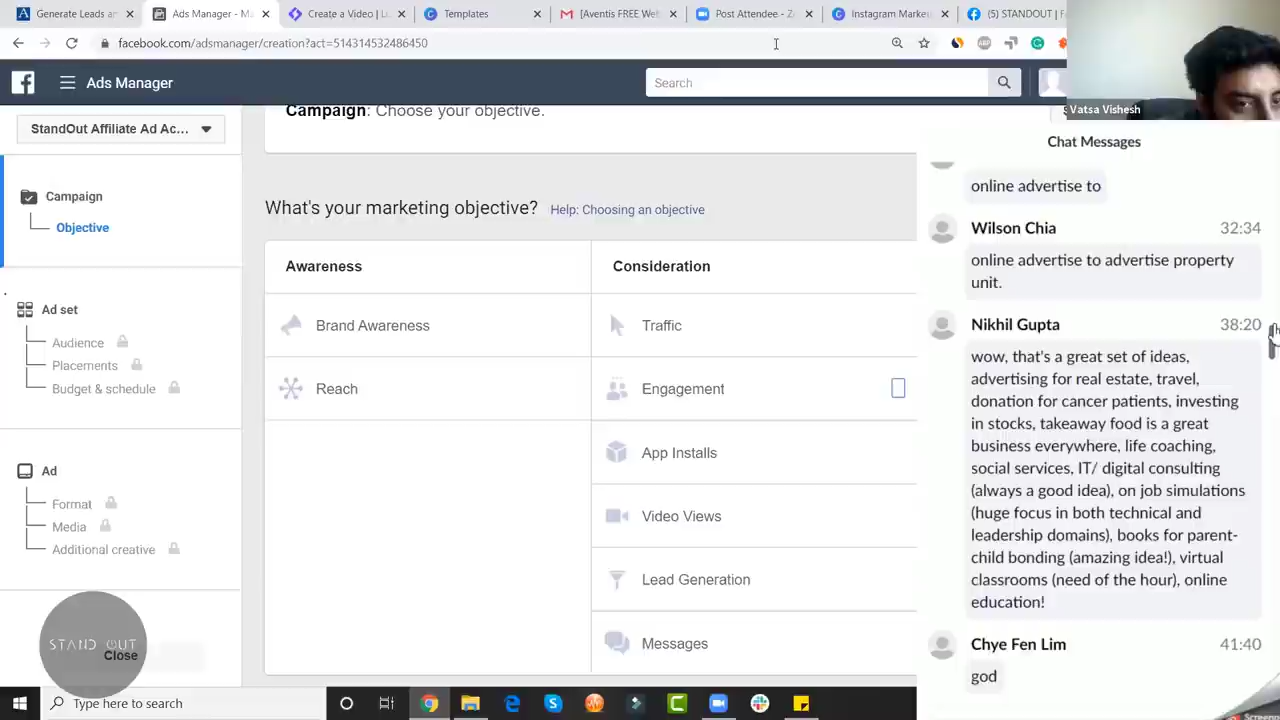 Generate Leads an
Ads Manager - M
Create a Video | L
Templates
[Aventis FREE Web
Post Attendee - Z
Instagram Marke
(5) STANDOUT | F
facebook.com/adsmanager/creation?act=514314532486450
Ads Manager
Search
Vatsa Vishesh
StandOut Affiliate Ad Ac...
Campaign
Objective
Ad set
Audience
Placements
Budget & schedule
Ad
Format
Media
Additional creative
STAND OUT
Close
Campaign: Choose your objective.
What's your marketing objective?
Help: Choosing an objective
Awareness
Brand Awareness
Reach
Consideration
Traffic
Engagement
App Installs
Video Views
Lead Generation
Messages
Chat Messages
online advertise to
Wilson Chia
32:34
online advertise to advertise property
unit.
Nikhil Gupta
38:20
wow, that's a great set of ideas,
advertising for real estate, travel,
donation for cancer patients, investing
in stocks, takeaway food is a great
business everywhere, life coaching,
social services, IT/ digital consulting
(always a good idea), on job simulations
(huge focus in both technical and
leadership domains), books for parent-
child bonding (amazing idea!), virtual
classrooms (need of the hour), online
education!
Chye Fen Lim
41:40
god
Type here to search